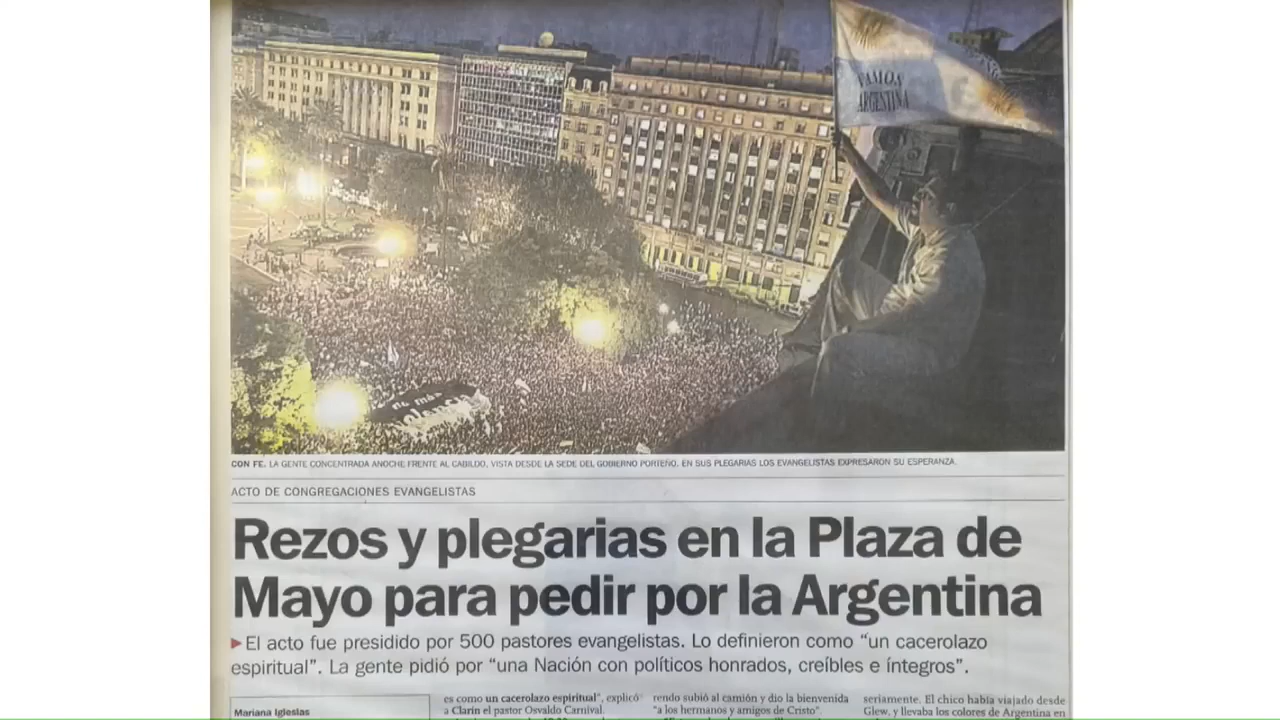 VAMOS
ARGENTINA
no más
violencia
CON FE. LA GENTE CONCENTRADA ANOCHE FRENTE AL CABILDO, VISTA DESDE LA SEDE DEL GOBIERNO PORTEÑO. EN SUS PLEGARIAS LOS EVANGELISTAS EXPRESARON SU ESPERANZA.
ACTO DE CONGREGACIONES EVANGELISTAS
Rezos y plegarias en la Plaza de
Mayo para pedir por la Argentina
El acto fue presidido por 500 pastores evangelistas. Lo definieron como “un cacerolazo
espiritual”. La gente pidió por “una Nación con políticos honrados, creíbles e íntegros”.
Mariana Iglesias
es como un cacerolazo espiritual", explicó
a Clarín el pastor Osvaldo Carnival.
rendo subió al camión y dio la bienvenida
"a los hermanos y amigos de Cristo".
seriamente. El chico había viajado desde
Glew, y llevaba los colores de Argentina en